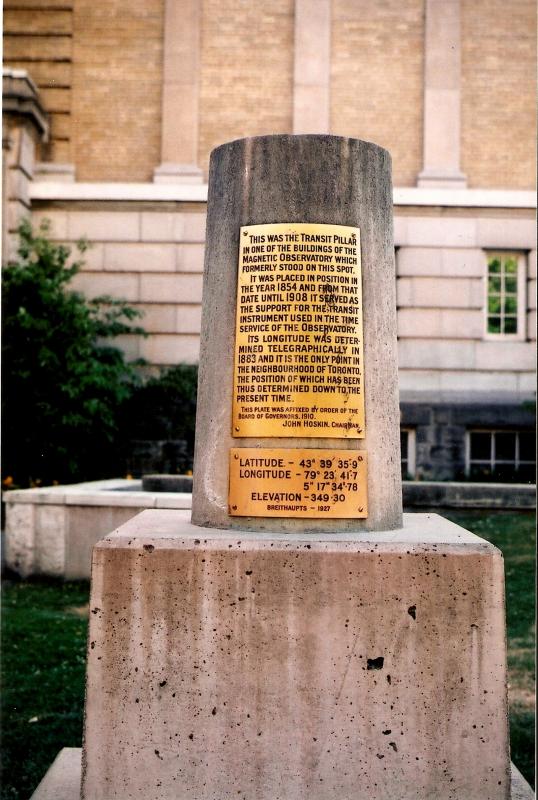 THIS WAS THE TRANSIT PILLAR
IN ONE OF THE BUILDINGS OF THE
MAGNETIC OBSERVATORY WHICH
FORMERLY STOOD ON THIS SPOT.
IT WAS PLACED IN POSITION IN
THE YEAR 1854 AND FROM THAT
DATE UNTIL 1908 IT SERVED AS
THE SUPPORT FOR THE TRANSIT
INSTRUMENT USED IN THE TIME
SERVICE OF THE OBSERVATORY.
ITS LONGITUDE WAS DETER-
MINED TELEGRAPHICALLY IN
1883 AND IT IS THE ONLY POINT IN
THE NEIGHBOURHOOD OF TORONTO,
THE POSITION OF WHICH HAS BEEN
THUS DETERMINED DOWN TO THE
PRESENT TIME.
THIS PLATE WAS AFFIXED BY ORDER OF THE
BOARD OF GOVERNORS, 1910.
JOHN HOSKIN, CHAIRMAN.
LATITUDE - 43° 39' 35·9"
LONGITUDE - 79° 23' 41·7
5ʰ 17ᵐ 34ˢ·78
ELEVATION - 349·30
BREITHAUPTS - 1927